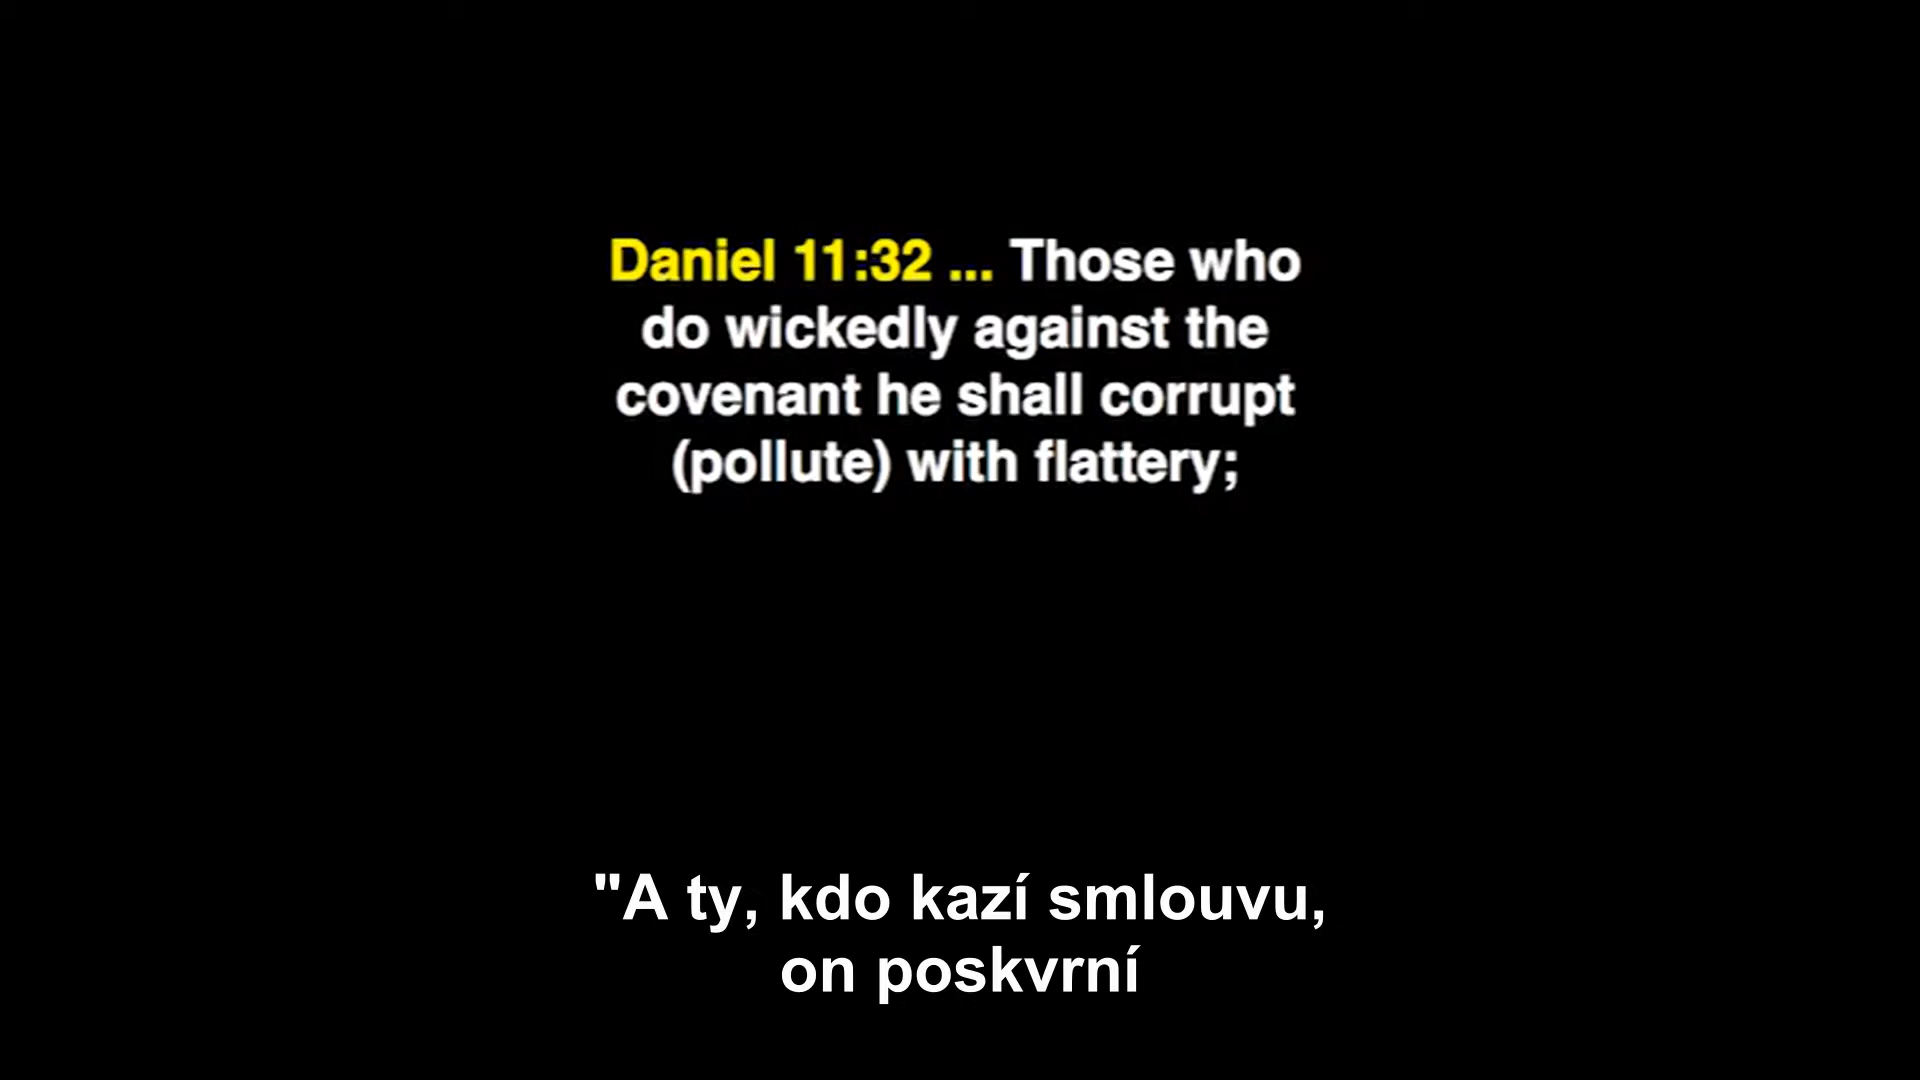 Daniel 11:32 ... Those who
do wickedly against the
covenant he shall corrupt
(pollute) with flattery;
"A ty, kdo kazí smlouvu,
on poskvrní